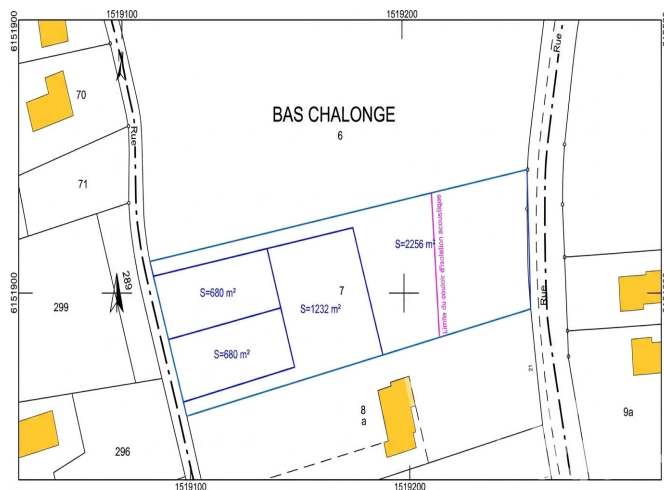 1519100
1519200
6151900
Rue
Rue
70
BAS CHALONGE
6
Rue
71
Limite du couloir d'isolation acoustique
S=2256 m²
289
S=680 m²
7
S=1232 m²
299
Rue
S=680 m²
21
8
a
9a
296
1519100
1519200
6151900